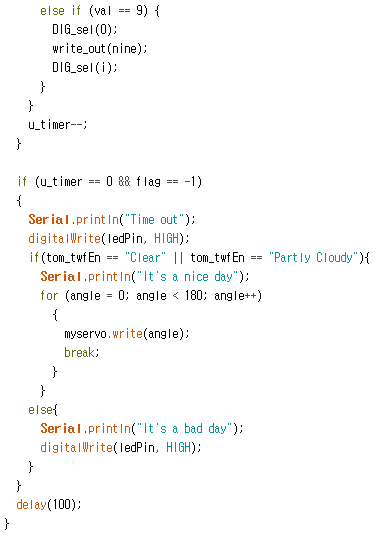 else if (val == 9) {
DIG_sel(0);
write_out(nine);
DIG_sel(i);
}
}
u_timer--;
}
if (u_timer == 0 && flag == -1)
{
Serial.println("Time out");
digitalWrite(ledPin, HIGH);
if(tom_twfEn == "Clear" || tom_twfEn == "Partly Cloudy"){
Serial.println("It's a nice day");
for (angle = 0; angle < 180; angle++)
{
myservo.write(angle);
break;
}
}
else{
Serial.println("It's a bad day");
digitalWrite(ledPin, HIGH);
}
}
delay(100);
}